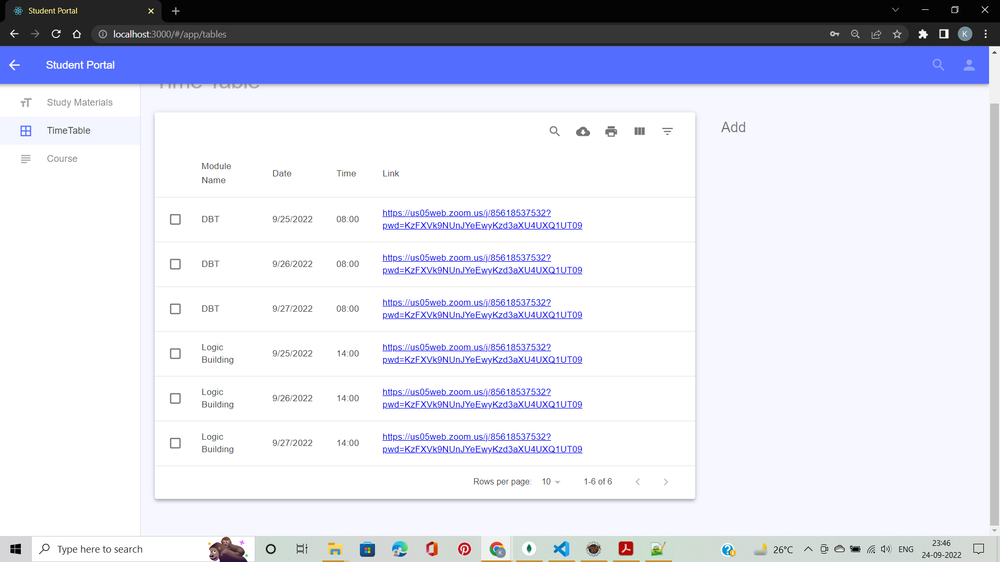 Student Portal
localhost:3000/#/app/tables
K
Student Portal
Time Table
Study Materials
TimeTable
Course
Add
Module
Name
Date
Time
Link
DBT
9/25/2022
08:00
https://us05web.zoom.us/j/85618537532?
pwd=KzFXVk9NUnJYeEwyKzd3aXU4UXQ1UT09
DBT
9/26/2022
08:00
https://us05web.zoom.us/j/85618537532?
pwd=KzFXVk9NUnJYeEwyKzd3aXU4UXQ1UT09
DBT
9/27/2022
08:00
https://us05web.zoom.us/j/85618537532?
pwd=KzFXVk9NUnJYeEwyKzd3aXU4UXQ1UT09
Logic
Building
9/25/2022
14:00
https://us05web.zoom.us/j/85618537532?
pwd=KzFXVk9NUnJYeEwyKzd3aXU4UXQ1UT09
Logic
Building
9/26/2022
14:00
https://us05web.zoom.us/j/85618537532?
pwd=KzFXVk9NUnJYeEwyKzd3aXU4UXQ1UT09
Logic
Building
9/27/2022
14:00
https://us05web.zoom.us/j/85618537532?
pwd=KzFXVk9NUnJYeEwyKzd3aXU4UXQ1UT09
Rows per page: 10 1-6 of 6
Type here to search
K
26°C
ENG
23:46
24-09-2022